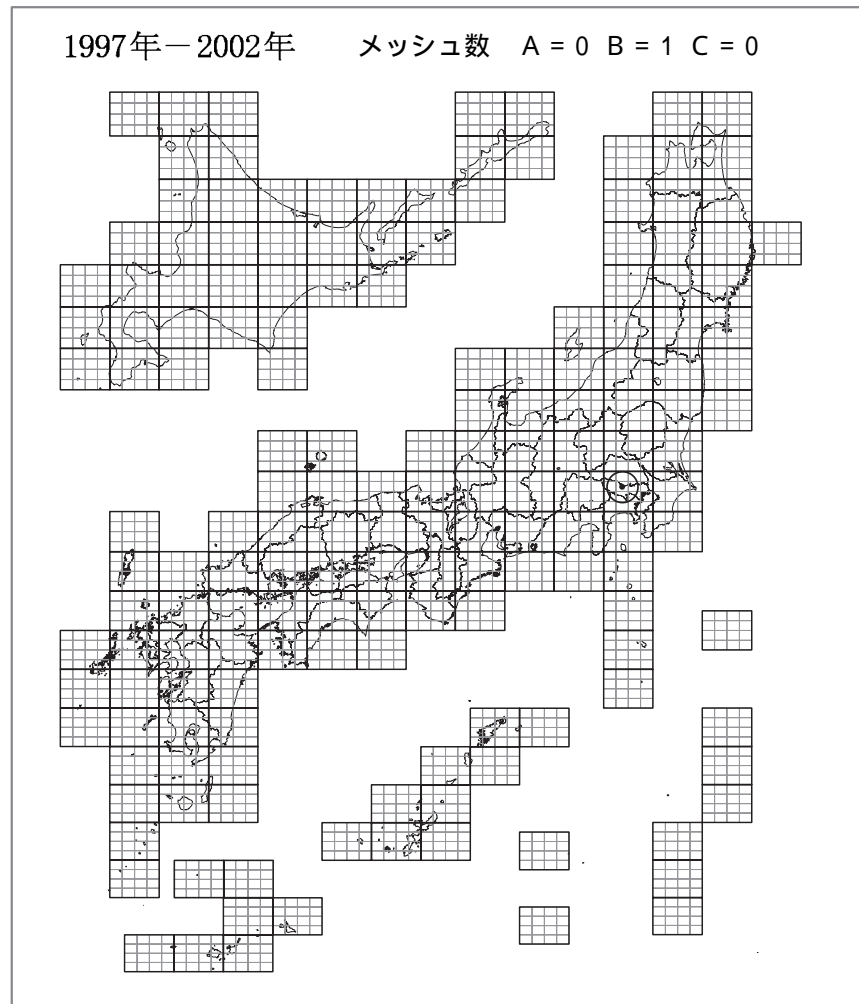 1997年－2002年　メッシュ数　A = 0 B = 1 C = 0